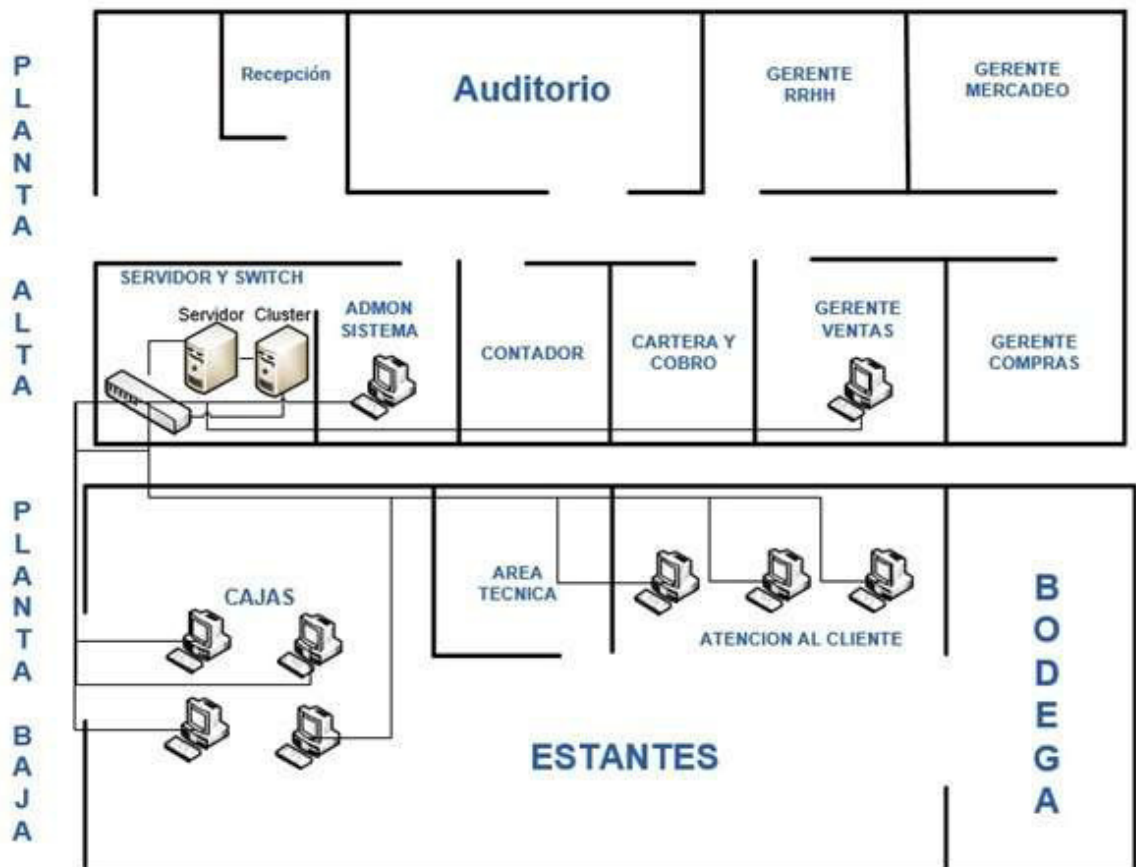 PLANTA ALTA
Recepción
Auditorio
GERENTE
RRHH
GERENTE
MERCADEO
SERVIDOR Y SWITCH
Servidor
Cluster
ADMON
SISTEMA
CONTADOR
CARTERA Y
COBRO
GERENTE
VENTAS
GERENTE
COMPRAS
PLANTA BAJA
CAJAS
AREA
TECNICA
ATENCION AL CLIENTE
ESTANTES
BODEGA